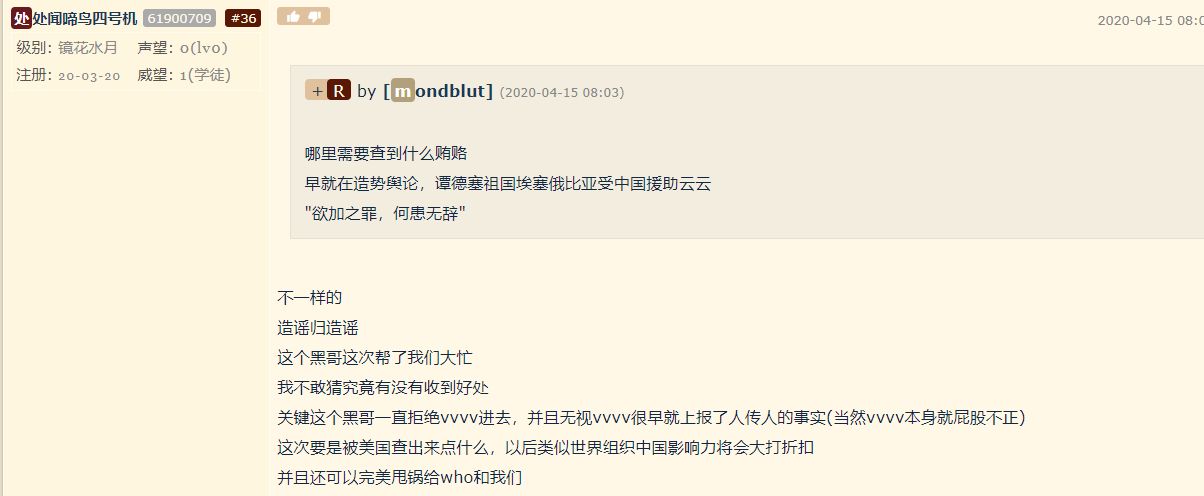 处处闻啼鸟四号机 61900709 #36
级别: 镜花水月 声望: 0(lv0)
注册: 20-03-20 威望: 1(学徒)
2020-04-15 08:0
+ R by [mondblut] (2020-04-15 08:03)
哪里需要查到什么贿赂
早就在造势舆论，谭德塞祖国埃塞俄比亚受中国援助云云
"欲加之罪，何患无辞"
不一样的
造谣归造谣
这个黑哥这次帮了我们大忙
我不敢猜究竟有没有收到好处
关键这个黑哥一直拒绝vvvv进去，并且无视vvvv很早就上报了人传人的事实(当然vvvv本身就屁股不正)
这次要是被美国查出来点什么，以后类似世界组织中国影响力将会大打折扣
并且还可以完美甩锅给who和我们